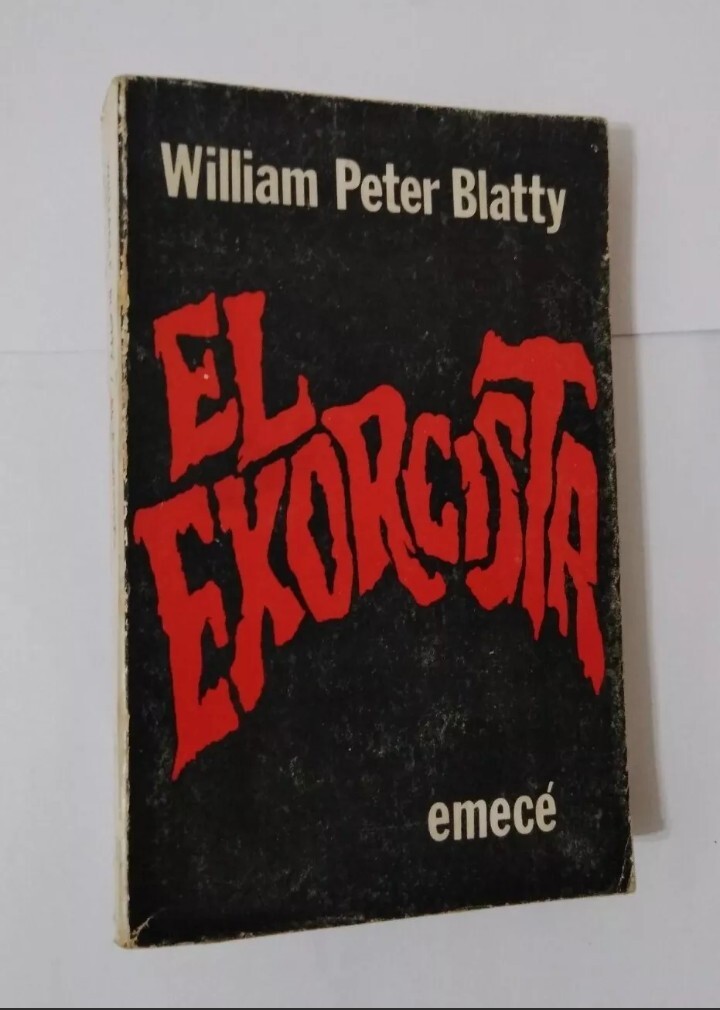 William Peter Blatty
EL
EXORCISTA
emecé